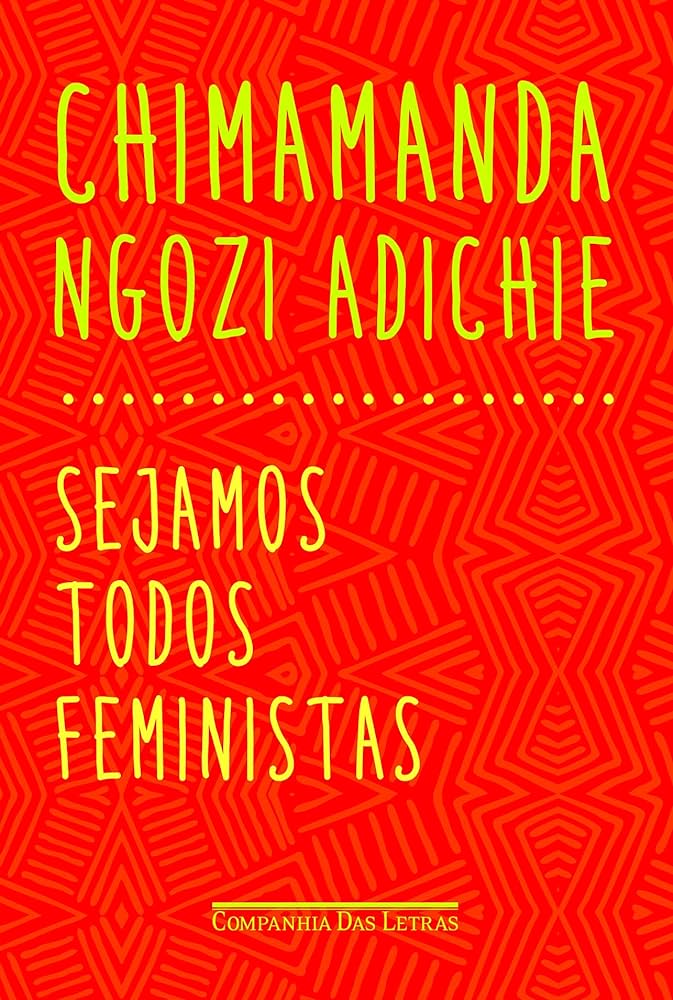 CHIMAMANDA
NGOZI ADICHIE
SEJAMOS
TODOS
FEMINISTAS
COMPANHIA DAS LETRAS